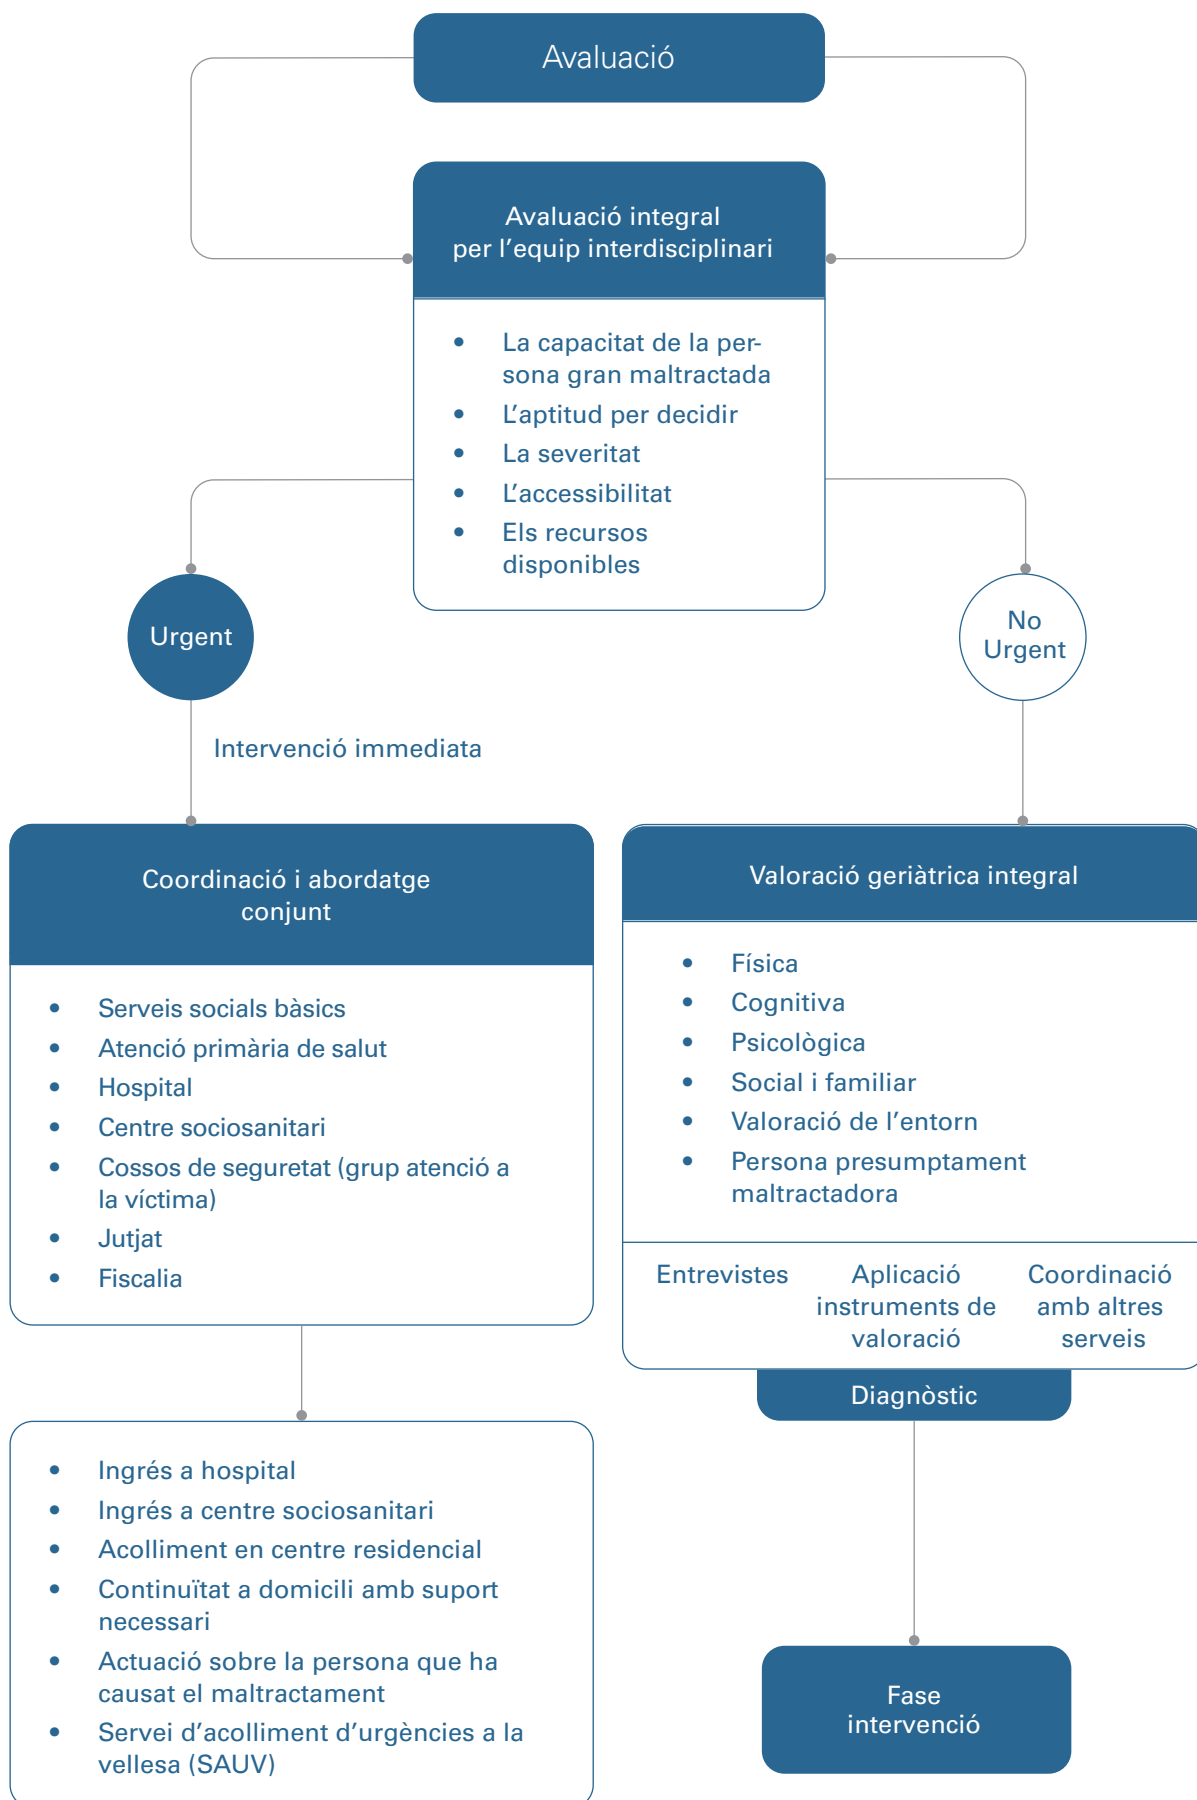 Avaluació
Avaluació integral
per l'equip interdisciplinari
• La capacitat de la per-
sona gran maltractada
• L'aptitud per decidir
• La severitat
• L'accessibilitat
• Els recursos
disponibles
Urgent
No
Urgent
Intervenció immediata
Coordinació i abordatge
conjunt
• Serveis socials bàsics
• Atenció primària de salut
• Hospital
• Centre sociosanitari
• Cossos de seguretat (grup atenció a
la víctima)
• Jutjat
• Fiscalia
• Ingrés a hospital
• Ingrés a centre sociosanitari
• Acolliment en centre residencial
• Continuïtat a domicili amb suport
necessari
• Actuació sobre la persona que ha
causat el maltractament
• Servei d'acolliment d'urgències a la
vellesa (SAUV)
Valoració geriàtrica integral
• Física
• Cognitiva
• Psicològica
• Social i familiar
• Valoració de l'entorn
• Persona presumptament
maltractadora
Entrevistes
Aplicació
instruments de
valoració
Coordinació
amb altres
serveis
Diagnòstic
Fase
intervenció